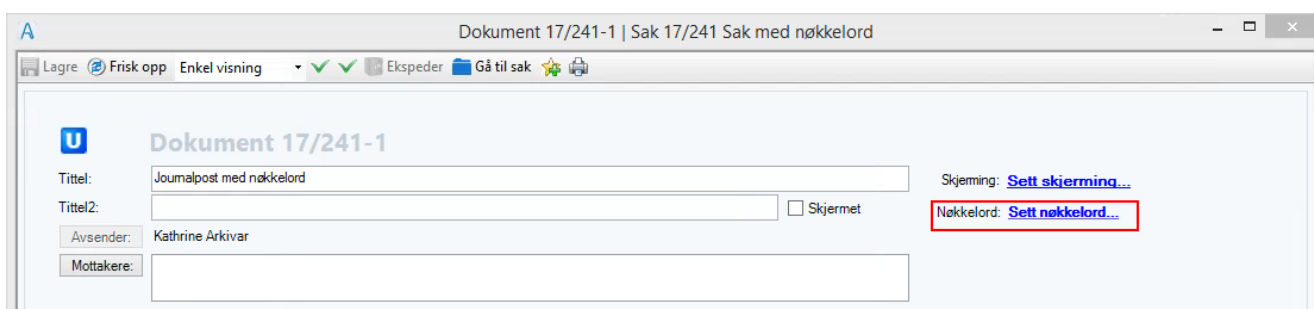 A
Dokument 17/241-1 | Sak 17/241 Sak med nøkkelord
Lagre Frisk opp Enkel visning Ekspeder Gå til sak
U Dokument 17/241-1
Tittel: Journalpost med nøkkelord Skjerming: Sett skjerming...
Tittel2: Skjermet Nøkkelord: Sett nøkkelord...
Avsender: Kathrine Arkivar
Mottakere: